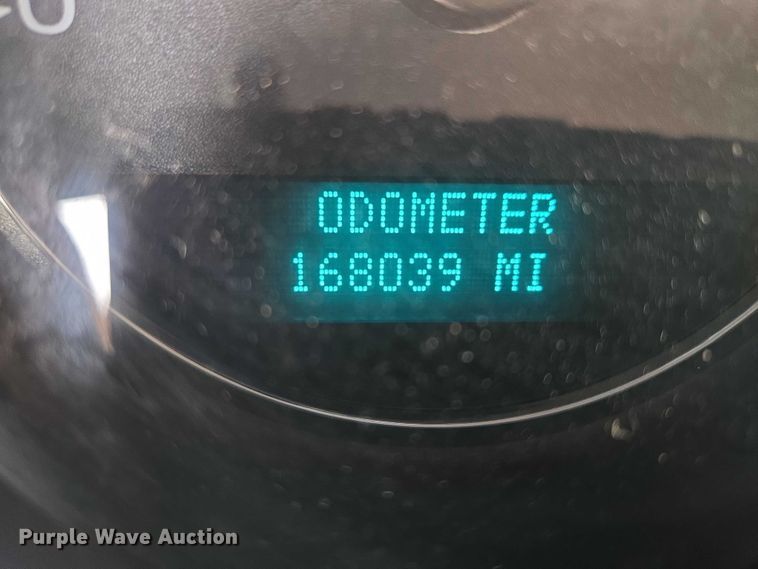 ODOMETER
168039 MI
Purple Wave Auction